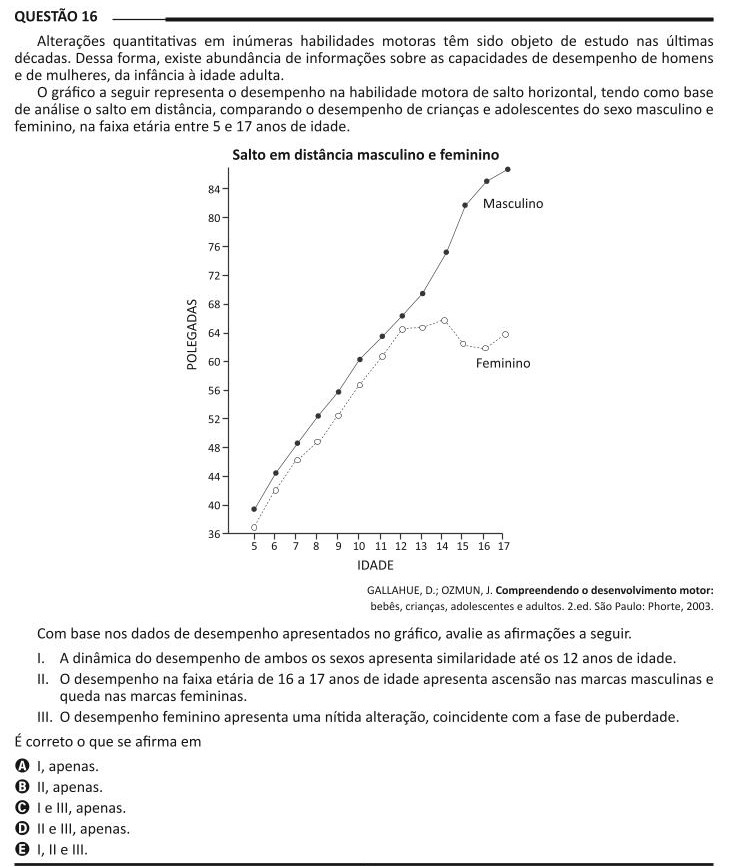 QUESTÃO 16
Alterações quantitativas em inúmeras habilidades motoras têm sido objeto de estudo nas últimas
décadas. Dessa forma, existe abundância de informações sobre as capacidades de desempenho de homens
e de mulheres, da infância à idade adulta.
O gráfico a seguir representa o desempenho na habilidade motora de salto horizontal, tendo como base
de análise o salto em distância, comparando o desempenho de crianças e adolescentes do sexo masculino e
feminino, na faixa etária entre 5 e 17 anos de idade.
Salto em distância masculino e feminino
84
Masculino
80
76
72
68
POLEGADAS
64
60
Feminino
56
52
48
44
40
36
5 6 7 8 9 10 11 12 13 14 15 16 17
IDADE
GALLAHUE, D.; OZMUN, J. Compreendendo o desenvolvimento motor:
bebês, crianças, adolescentes e adultos. 2.ed. São Paulo: Phorte, 2003.
Com base nos dados de desempenho apresentados no gráfico, avalie as afirmações a seguir.
I. A dinâmica do desempenho de ambos os sexos apresenta similaridade até os 12 anos de idade.
II. O desempenho na faixa etária de 16 a 17 anos de idade apresenta ascensão nas marcas masculinas e
queda nas marcas femininas.
III. O desempenho feminino apresenta uma nítida alteração, coincidente com a fase de puberdade.
É correto o que se afirma em
A I, apenas.
B II, apenas.
C I e III, apenas.
D II e III, apenas.
E I, II e III.